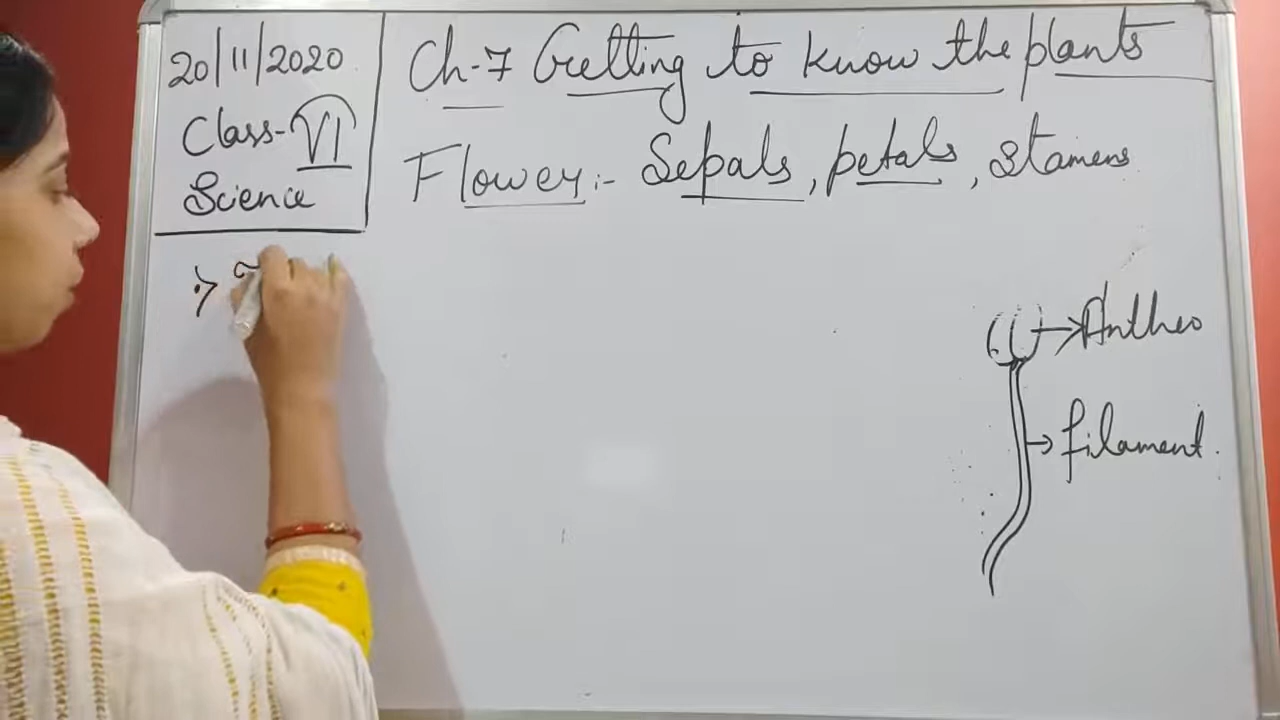 20/11/2020
Class-VI
Science
Ch-7 Getting to know the plants
Flower:- Sepals, petals, stamens
Anther
filament.